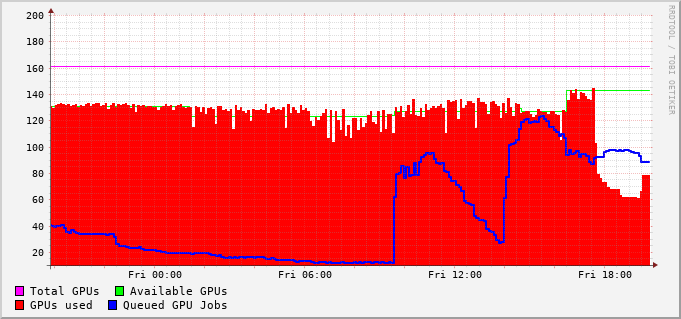 200
180
160
140
120
100
80
60
40
20
Fri 00:00 Fri 06:00 Fri 12:00 Fri 18:00
Total GPUs Available GPUs
GPUs used Queued GPU Jobs
RRDTOOL / TOBI OETIKER